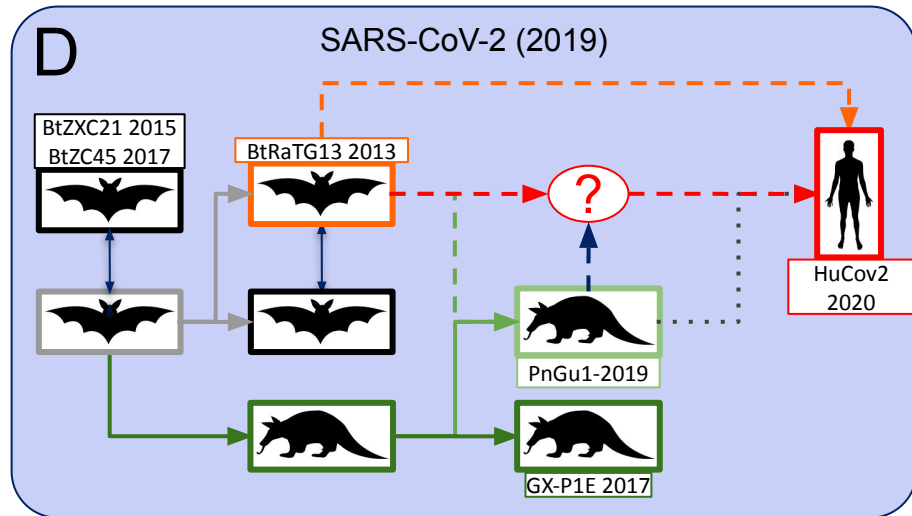 D
SARS-CoV-2 (2019)
BtZXC21 2015
BtZC45 2017
BtRaTG13 2013
?
HuCov2
2020
PnGu1-2019
GX-P1E 2017